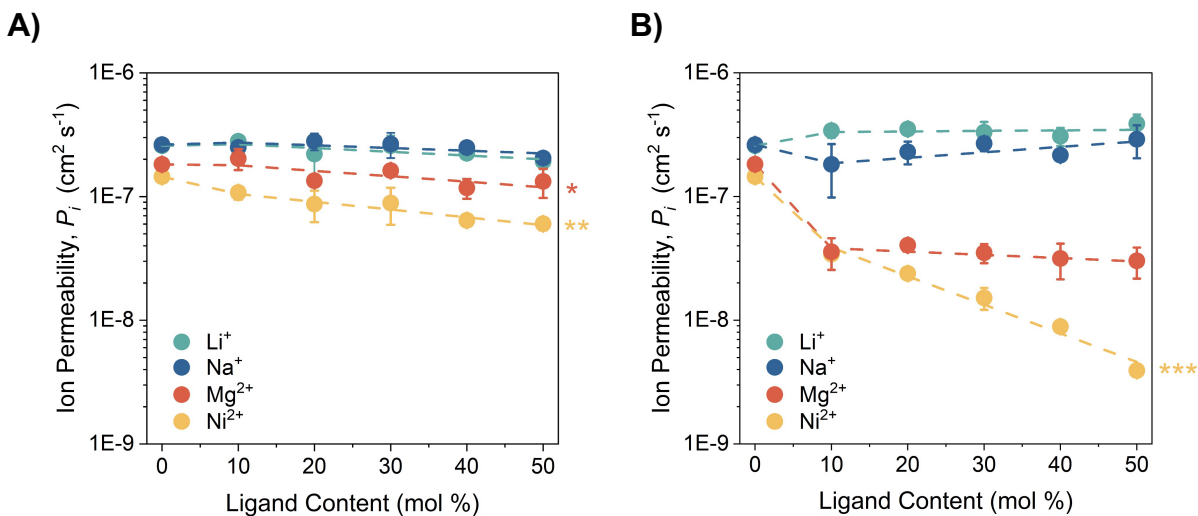 A)
Ion Permeability, Pᵢ (cm² s⁻¹)
1E-6
1E-7
1E-8
1E-9
Li⁺
Na⁺
Mg²⁺
Ni²⁺
*
**
0 10 20 30 40 50
Ligand Content (mol %)
B)
Ion Permability, Pᵢ (cm² s⁻¹)
1E-6
1E-7
1E-8
1E-9
Li⁺
Na⁺
Mg²⁺
Ni²⁺
***
0 10 20 30 40 50
Ligand Content (mol %)